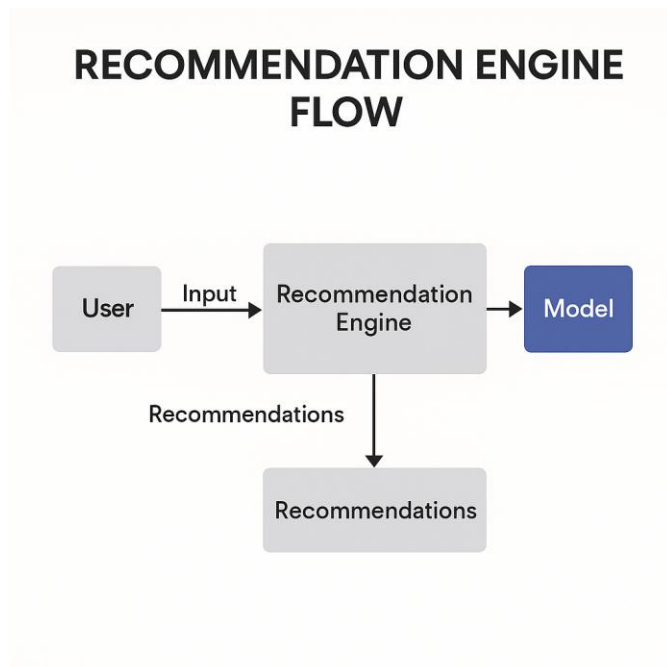 RECOMMENDATION ENGINE
FLOW
User
Input
Recommendation
Engine
Model
Recommendations
Recommendations